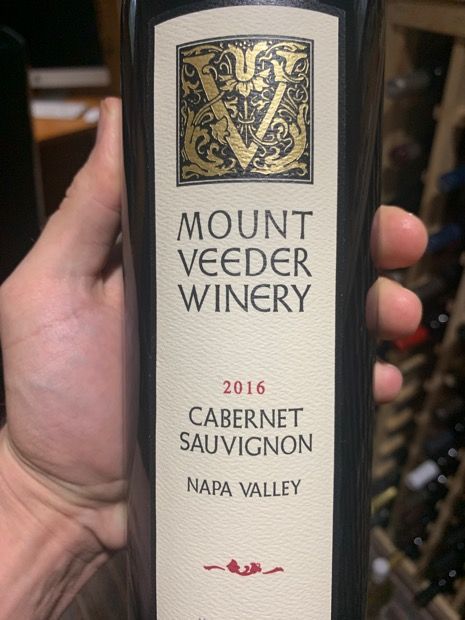 V
MOUNT
VEEDER
WINERY
2016
CABERNET
SAUVIGNON
NAPA VALLEY